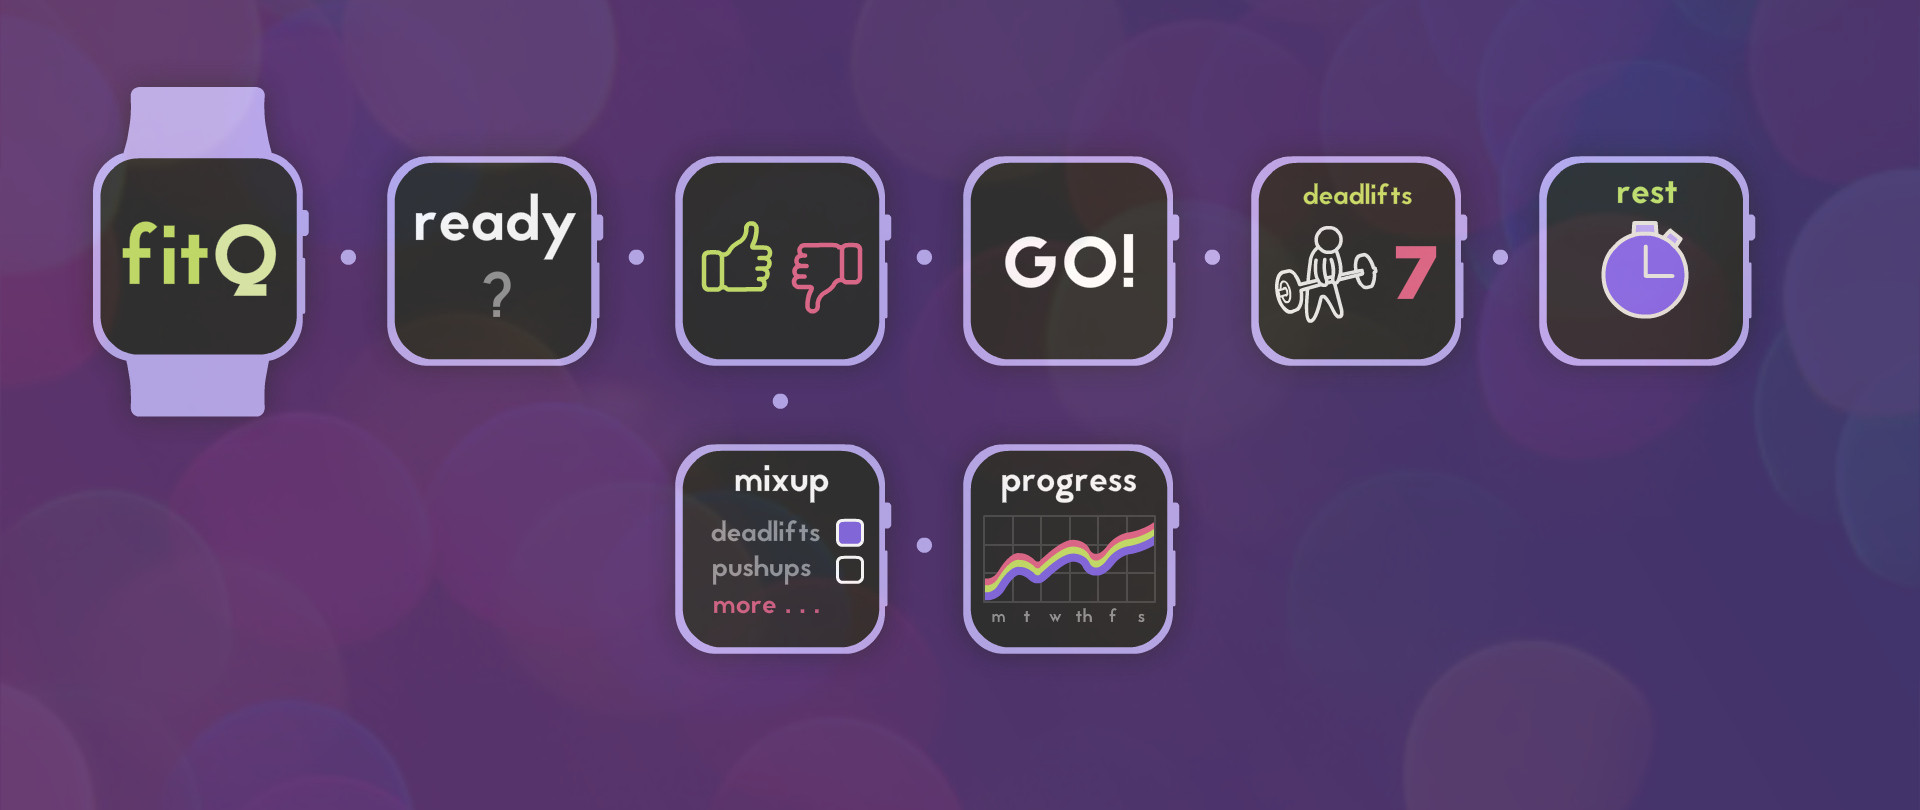 fitQ
ready
?
GO!
deadlifts
7
rest
mixup
deadlifts
pushups
more . . .
progress
m t w th f s